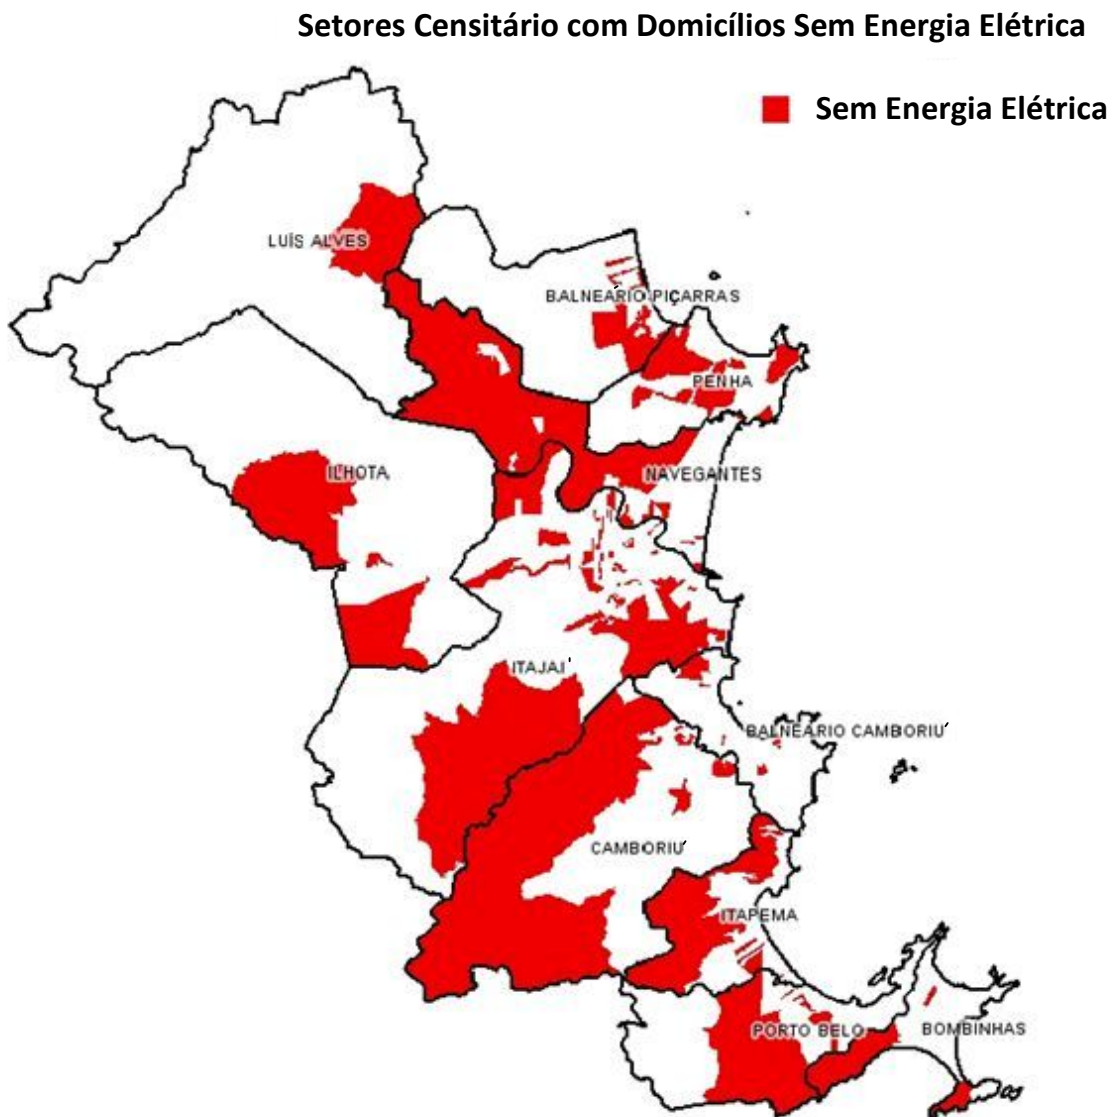 Setores Censitário com Domicílios Sem Energia Elétrica
Sem Energia Elétrica
LUÍS ALVES
BALNEÁRIO PIÇARRAS
PENHA
ILHOTA
NAVEGANTES
ITAJAÍ
BALNEÁRIO CAMBORIÚ
CAMBORIÚ
ITAPEMA
PORTO BELO
BOMBINHAS